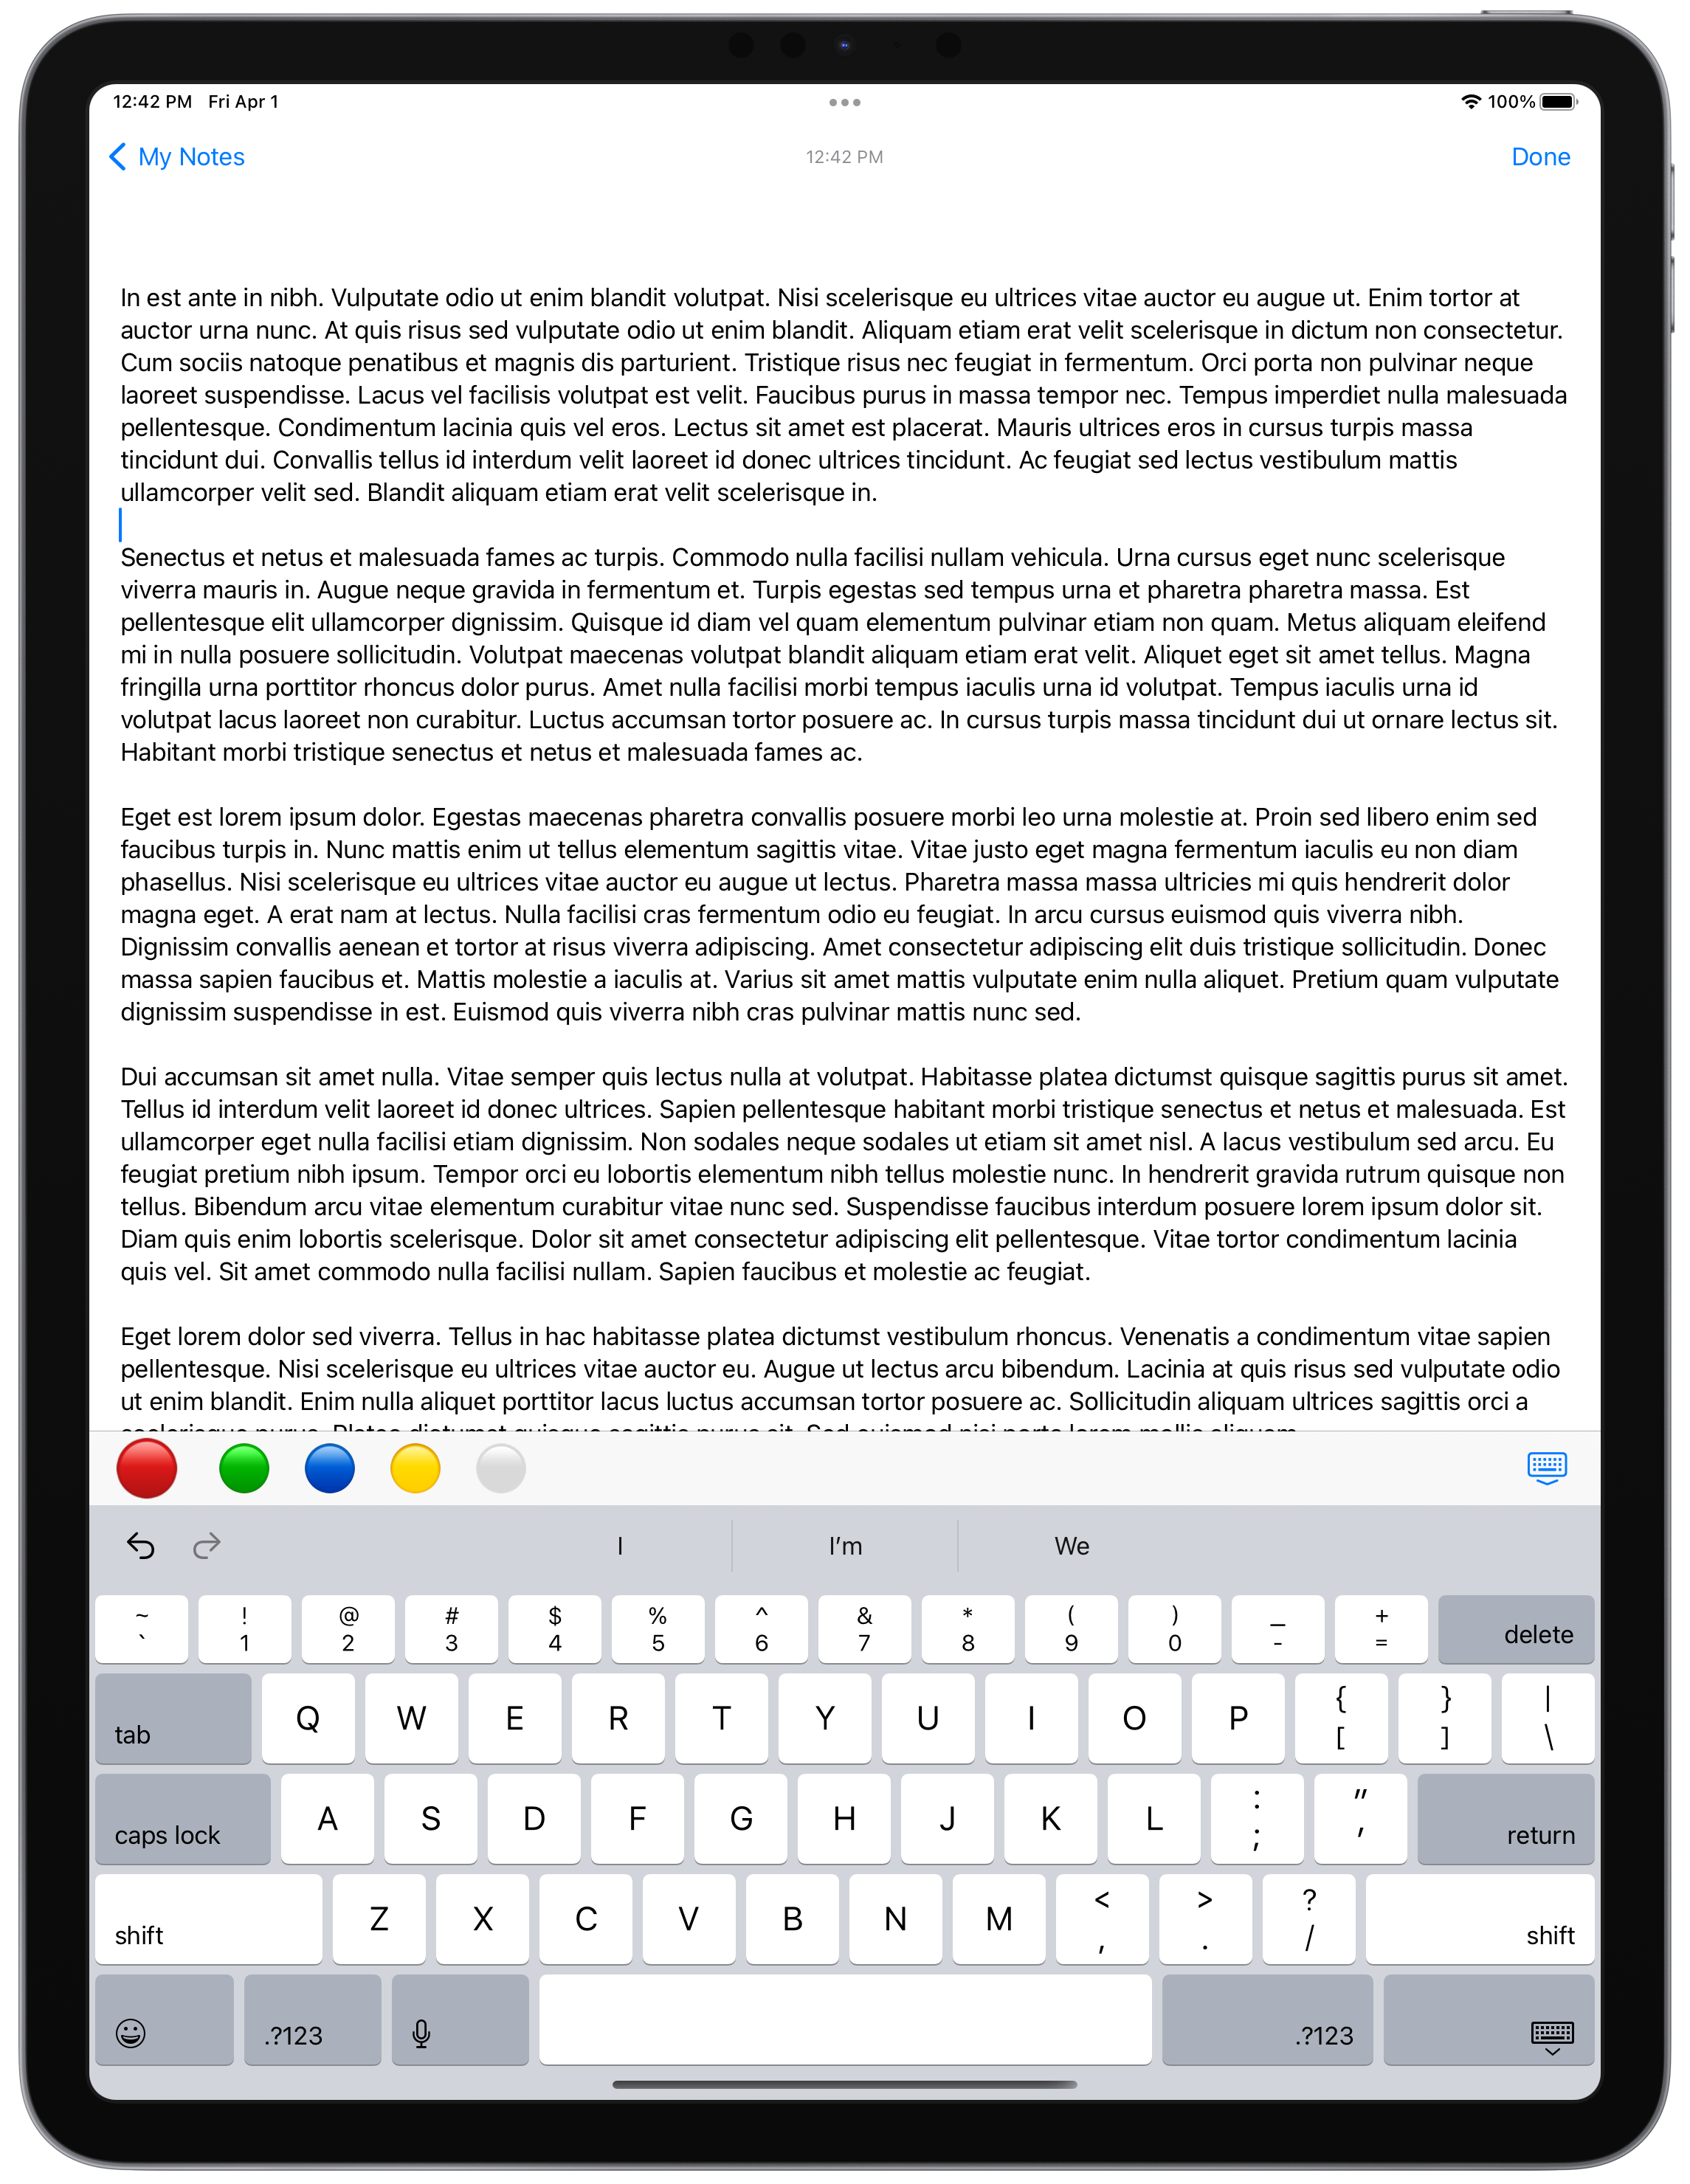 12:42 PM Fri Apr 1 100%
My Notes 12:42 PM Done
In est ante in nibh. Vulputate odio ut enim blandit volutpat. Nisi scelerisque eu ultrices vitae auctor eu augue ut. Enim tortor at
auctor urna nunc. At quis risus sed vulputate odio ut enim blandit. Aliquam etiam erat velit scelerisque in dictum non consectetur.
Cum sociis natoque penatibus et magnis dis parturient. Tristique risus nec feugiat in fermentum. Orci porta non pulvinar neque
laoreet suspendisse. Lacus vel facilisis volutpat est velit. Faucibus purus in massa tempor nec. Tempus imperdiet nulla malesuada
pellentesque. Condimentum lacinia quis vel eros. Lectus sit amet est placerat. Mauris ultrices eros in cursus turpis massa
tincidunt dui. Convallis tellus id interdum velit laoreet id donec ultrices tincidunt. Ac feugiat sed lectus vestibulum mattis
ullamcorper velit sed. Blandit aliquam etiam erat velit scelerisque in.
Senectus et netus et malesuada fames ac turpis. Commodo nulla facilisi nullam vehicula. Urna cursus eget nunc scelerisque
viverra mauris in. Augue neque gravida in fermentum et. Turpis egestas sed tempus urna et pharetra pharetra massa. Est
pellentesque elit ullamcorper dignissim. Quisque id diam vel quam elementum pulvinar etiam non quam. Metus aliquam eleifend
mi in nulla posuere sollicitudin. Volutpat maecenas volutpat blandit aliquam etiam erat velit. Aliquet eget sit amet tellus. Magna
fringilla urna porttitor rhoncus dolor purus. Amet nulla facilisi morbi tempus iaculis urna id volutpat. Tempus iaculis urna id
volutpat lacus laoreet non curabitur. Luctus accumsan tortor posuere ac. In cursus turpis massa tincidunt dui ut ornare lectus sit.
Habitant morbi tristique senectus et netus et malesuada fames ac.
Eget est lorem ipsum dolor. Egestas maecenas pharetra convallis posuere morbi leo urna molestie at. Proin sed libero enim sed
faucibus turpis in. Nunc mattis enim ut tellus elementum sagittis vitae. Vitae justo eget magna fermentum iaculis eu non diam
phasellus. Nisi scelerisque eu ultrices vitae auctor eu augue ut lectus. Pharetra massa massa ultricies mi quis hendrerit dolor
magna eget. A erat nam at lectus. Nulla facilisi cras fermentum odio eu feugiat. In arcu cursus euismod quis viverra nibh.
Dignissim convallis aenean et tortor at risus viverra adipiscing. Amet consectetur adipiscing elit duis tristique sollicitudin. Donec
massa sapien faucibus et. Mattis molestie a iaculis at. Varius sit amet mattis vulputate enim nulla aliquet. Pretium quam vulputate
dignissim suspendisse in est. Euismod quis viverra nibh cras pulvinar mattis nunc sed.
Dui accumsan sit amet nulla. Vitae semper quis lectus nulla at volutpat. Habitasse platea dictumst quisque sagittis purus sit amet.
Tellus id interdum velit laoreet id donec ultrices. Sapien pellentesque habitant morbi tristique senectus et netus et malesuada. Est
ullamcorper eget nulla facilisi etiam dignissim. Non sodales neque sodales ut etiam sit amet nisl. A lacus vestibulum sed arcu. Eu
feugiat pretium nibh ipsum. Tempor orci eu lobortis elementum nibh tellus molestie nunc. In hendrerit gravida rutrum quisque non
tellus. Bibendum arcu vitae elementum curabitur vitae nunc sed. Suspendisse faucibus interdum posuere lorem ipsum dolor sit.
Diam quis enim lobortis scelerisque. Dolor sit amet consectetur adipiscing elit pellentesque. Vitae tortor condimentum lacinia
quis vel. Sit amet commodo nulla facilisi nullam. Sapien faucibus et molestie ac feugiat.
Eget lorem dolor sed viverra. Tellus in hac habitasse platea dictumst vestibulum rhoncus. Venenatis a condimentum vitae sapien
pellentesque. Nisi scelerisque eu ultrices vitae auctor eu. Augue ut lectus arcu bibendum. Lacinia at quis risus sed vulputate odio
ut enim blandit. Enim nulla aliquet porttitor lacus luctus accumsan tortor posuere ac. Sollicitudin aliquam ultrices sagittis orci a
I I'm We
~ ! @ # $ % ^ & * ( ) _ +
` 1 2 3 4 5 6 7 8 9 0 - = delete
tab Q W E R T Y U I O P { [ } ] | \
caps lock A S D F G H J K L : ; " ' return
shift Z X C V B N M < , > . ? / shift
.?123 .?123